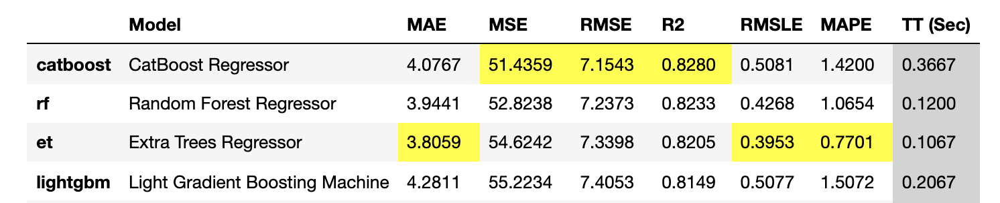 Model MAE MSE RMSE R2 RMSLE MAPE TT (Sec)
catboost CatBoost Regressor 4.0767 51.4359 7.1543 0.8280 0.5081 1.4200 0.3667
rf Random Forest Regressor 3.9441 52.8238 7.2373 0.8233 0.4268 1.0654 0.1200
et Extra Trees Regressor 3.8059 54.6242 7.3398 0.8205 0.3953 0.7701 0.1067
lightgbm Light Gradient Boosting Machine 4.2811 55.2234 7.4053 0.8149 0.5077 1.5072 0.2067